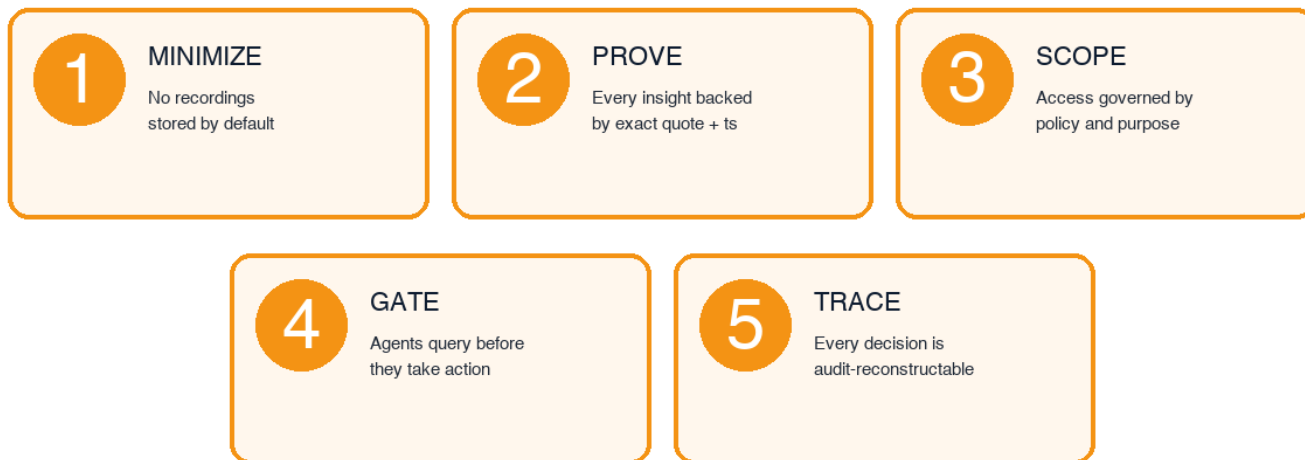 1
MINIMIZE
No recordings
stored by default
2
PROVE
Every insight backed
by exact quote + ts
3
SCOPE
Access governed by
policy and purpose
4
GATE
Agents query before
they take action
5
TRACE
Every decision is
audit-reconstructable